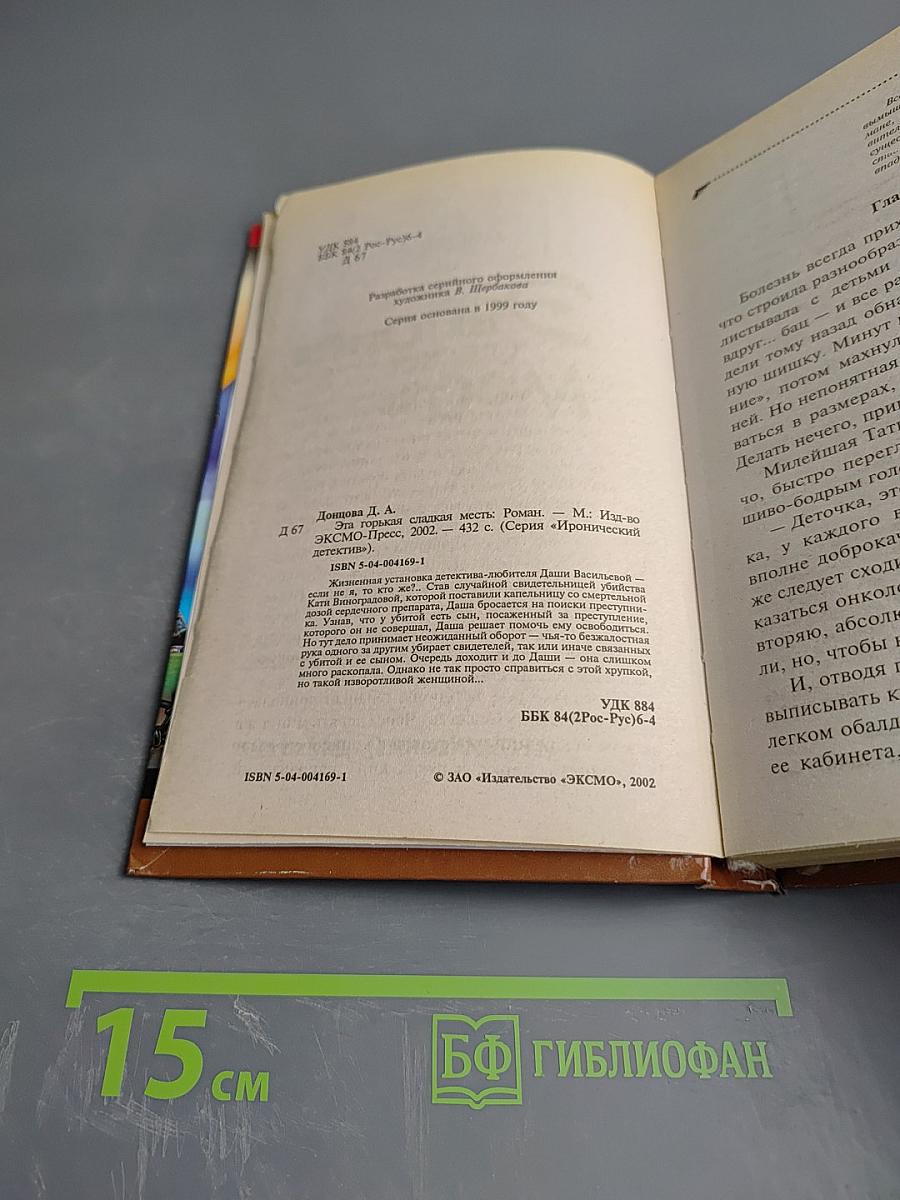 УДК 884
ББК 84(2 Рос-Рус)6-4
Д 67
Разработка серийного оформления
художника В. Щербакова
Серия основана в 1999 году
Донцова Д. А.
Д 67 Эта горькая сладкая месть: Роман. — М.: Изд-во
ЭКСМО-Пресс, 2002. — 432 с. (Серия «Иронический
детектив»).
ISBN 5-04-004169-1
Жизненная установка детектива-любителя Даши Васильевой —
если не я, то кто же?.. Став случайной свидетельницей убийства
Кати Виноградовой, которой поставили капельницу со смертельной
дозой сердечного препарата, Даша бросается на поиски преступни-
ка. Узнав, что у убитой есть сын, посаженный за преступление,
которого он не совершал, Даша решает помочь ему освободиться.
Но тут дело принимает неожиданный оборот — чья-то безжалостная
рука одного за другим убирает свидетелей, так или иначе связанных
с убитой и ее сыном. Очередь доходит и до Даши — она слишком
много раскопала. Однако не так просто справиться с этой хрупкой,
но такой изворотливой женщиной...
УДК 884
ББК 84(2Рос-Рус)6-4
ISBN 5-04-004169-1 © ЗАО «Издательство «ЭКСМО», 2002
Болезнь всегда прих
что строила разнообраз
листывала с детьми
вдруг... бац — и все ра
дели тому назад обна
ную шишку. Минут
ние», потом махнул
ней. Но непонятная
ваться в размерах,
Делать нечего, при
Милейшая Тат
чо, быстро перегл
шиво-бодрым гол
— Деточка, эт
ка, у каждого в
вполне доброкач
же следует сходи
казаться онкол
вторяю, абсолю
ли, но, чтобы
И, отводя
выписывать к
легком обалд
ее кабинета,
15 см
БФ ГИБЛИОФАН